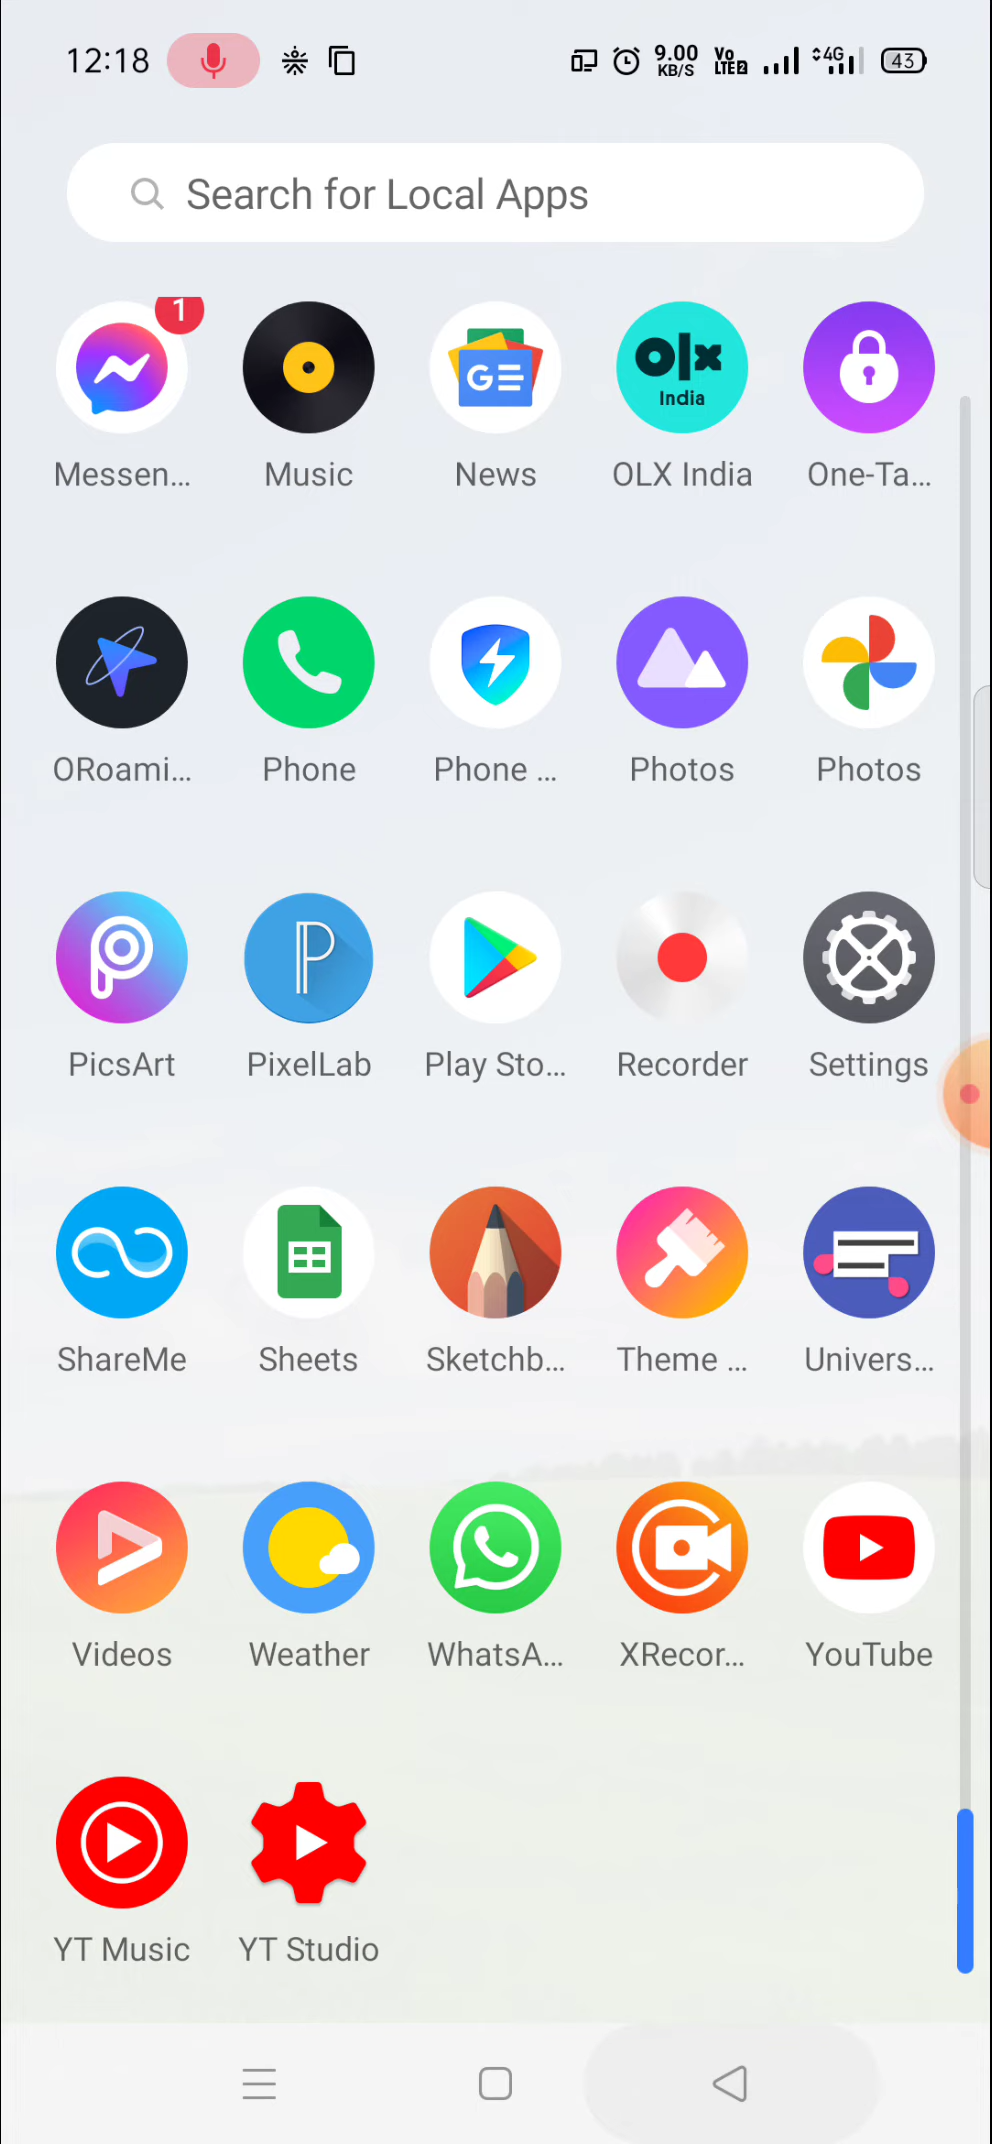 12:18 9.00 KB/S Vo LTE 2 4G 43
Search for Local Apps
1
olx India
Messen... Music News OLX India One-Ta...
ORoami... Phone Phone ... Photos Photos
PicsArt PixelLab Play Sto... Recorder Settings
ShareMe Sheets Sketchb... Theme ... Univers...
Videos Weather WhatsA... XRecor... YouTube
YT Music YT Studio